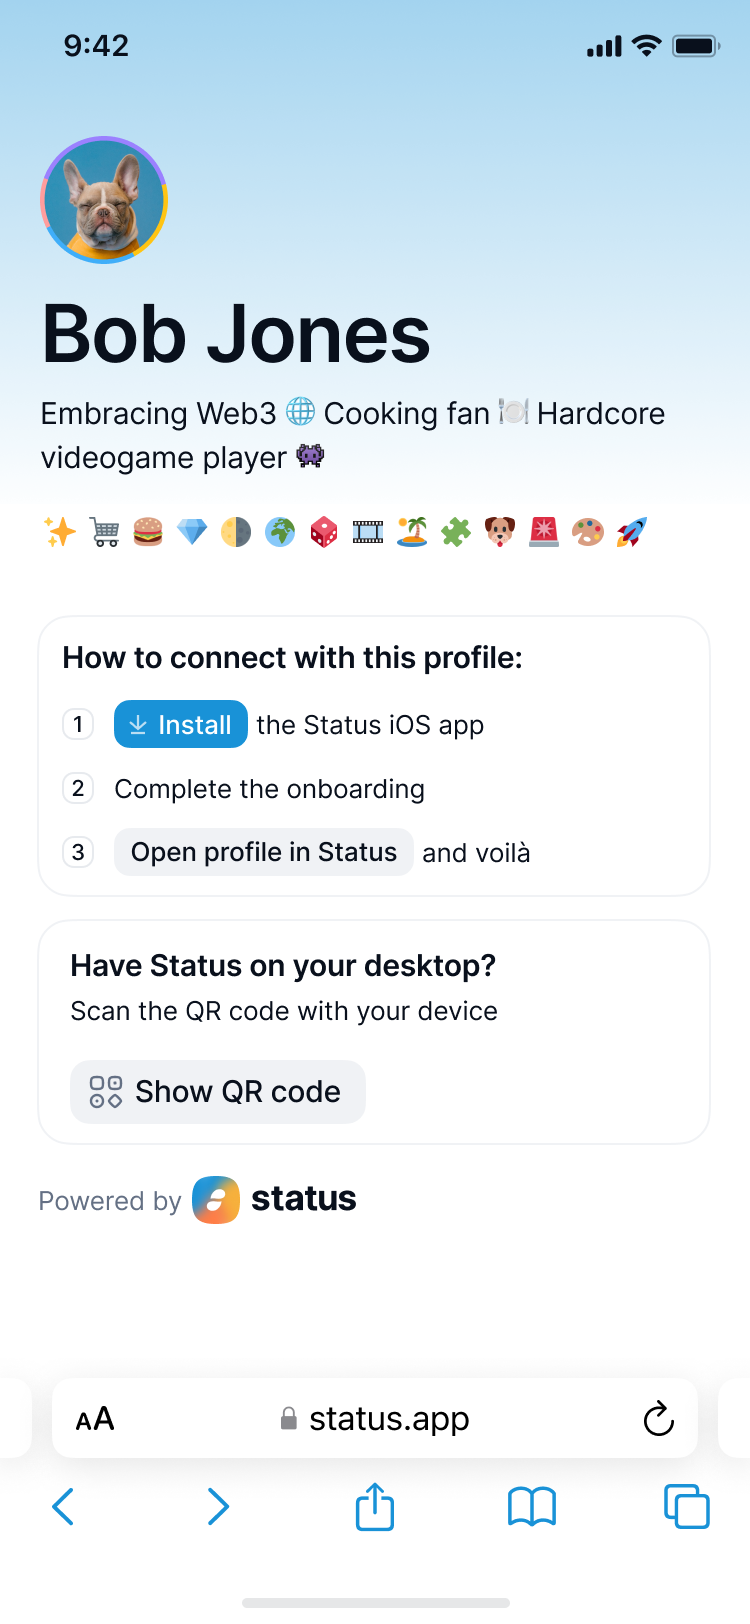 9:42
Bob Jones
Embracing Web3 🌐 Cooking fan 🍽️ Hardcore
videogame player 👾
✨ 🛒 🍔 💎 🌗 🌍 🎲 🎞️ 🏝️ 🧩 🐶 🚨 🎨 🚀
How to connect with this profile:
1 Install the Status iOS app
2 Complete the onboarding
3 Open profile in Status and voilà
Have Status on your desktop?
Scan the QR code with your device
Show QR code
Powered by status
AA status.app